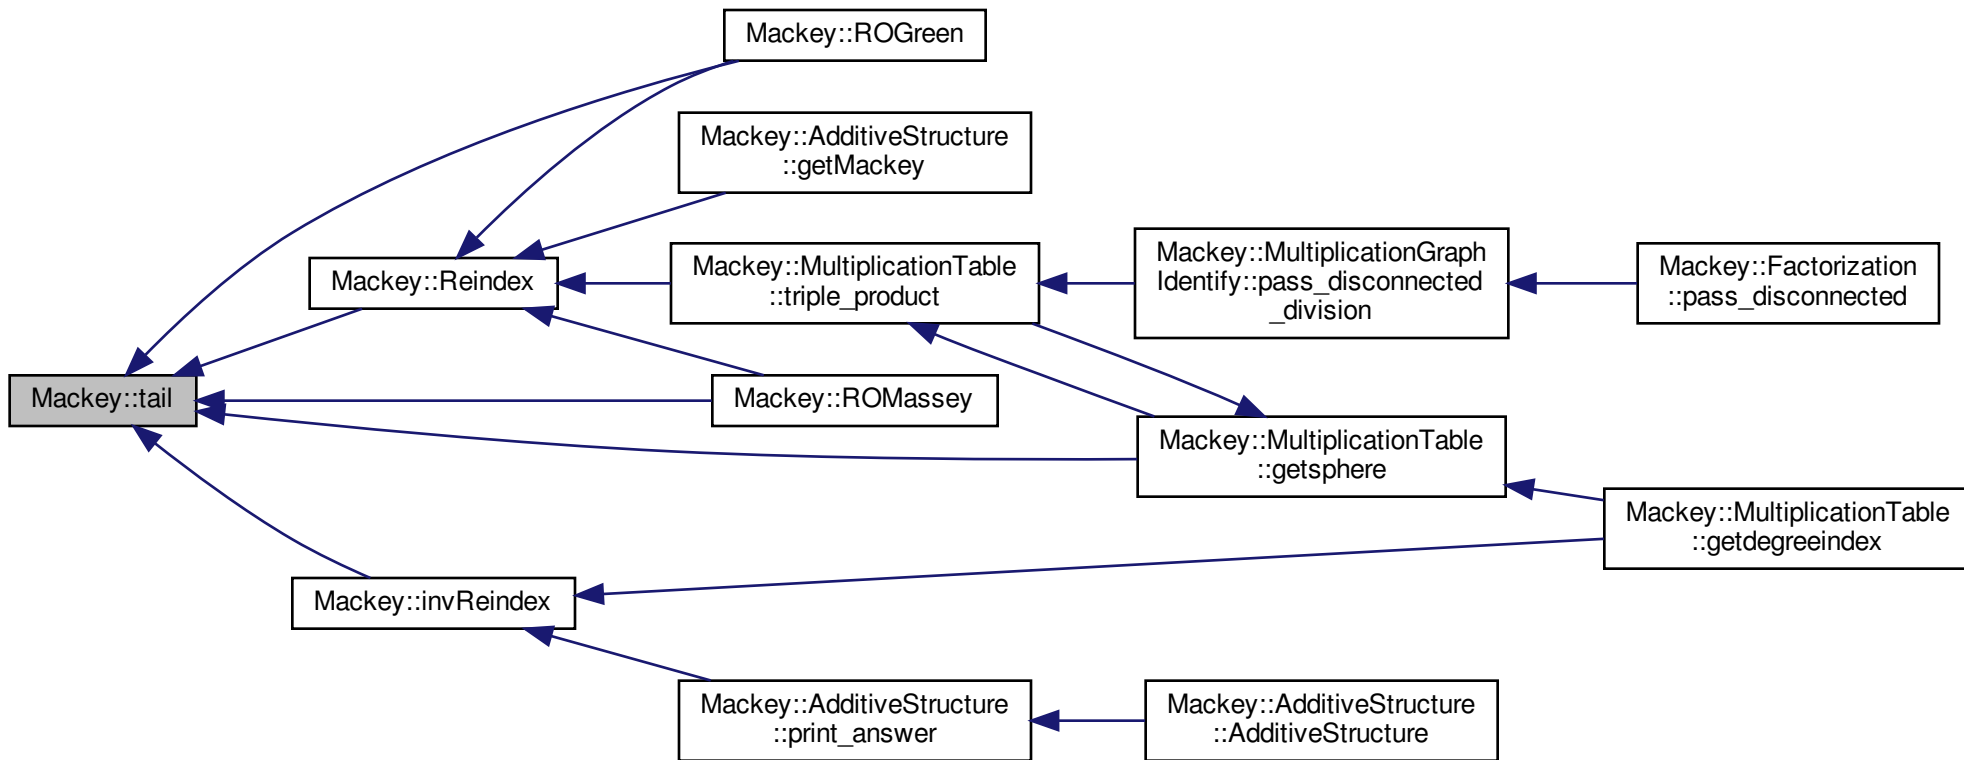 Mackey::ROGreen
Mackey::AdditiveStructure
::getMackey
Mackey::Reindex
Mackey::MultiplicationTable
::triple_product
Mackey::MultiplicationGraph
Identify::pass_disconnected
_division
Mackey::Factorization
::pass_disconnected
Mackey::tail
Mackey::ROMassey
Mackey::MultiplicationTable
::getsphere
Mackey::MultiplicationTable
::getdegreeindex
Mackey::invReindex
Mackey::AdditiveStructure
::print_answer
Mackey::AdditiveStructure
::AdditiveStructure